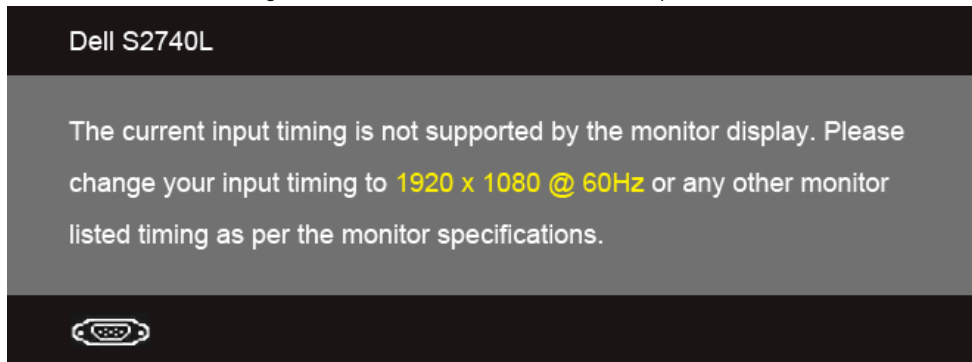 Dell S2740L
The current input timing is not supported by the monitor display. Please
change your input timing to 1920 x 1080 @ 60Hz or any other monitor
listed timing as per the monitor specifications.